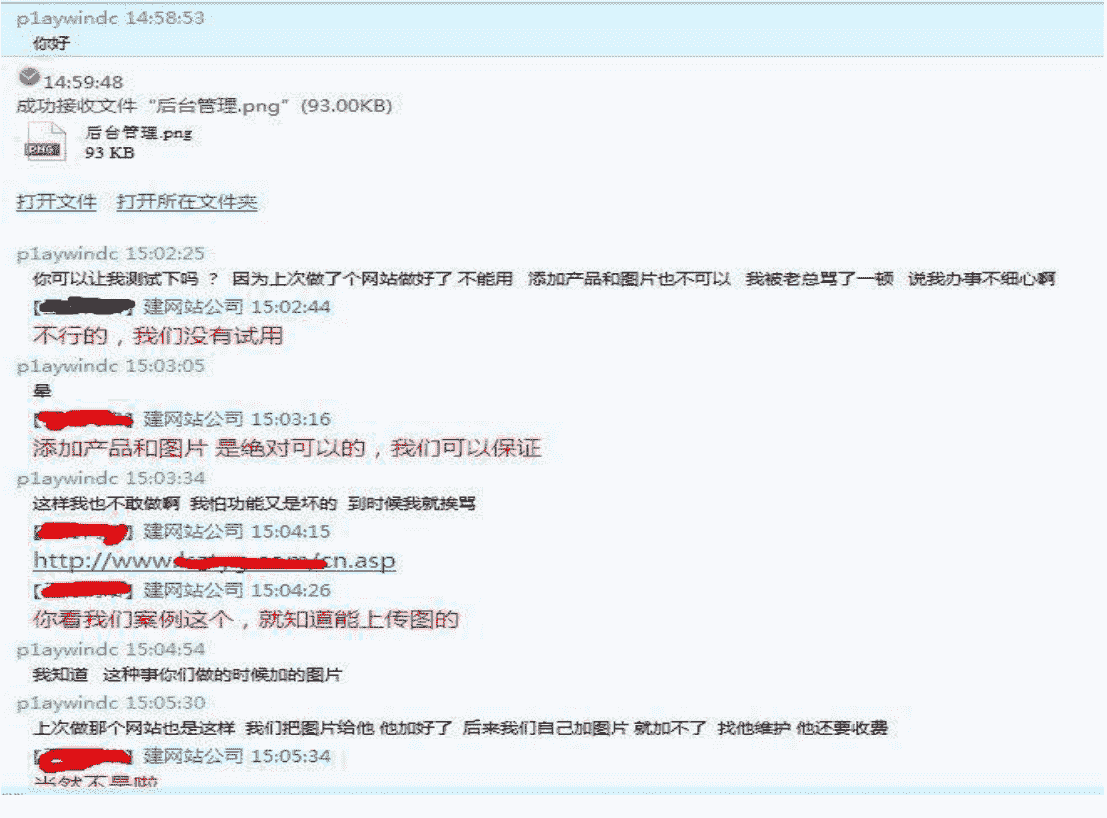 p1aywindc 14:58:53
你好
14:59:48
成功接收文件“后台管理.png”(93.00KB)
后台管理.png
PNG
93 KB
打开文件 打开所在文件夹
p1aywindc 15:02:25
你可以让我测试下吗 ？ 因为上次做了个网站做好了 不能用 添加产品和图片也不可以 我被老总骂了一顿 说我办事不细心啊
【 】建网站公司 15:02:44
不行的，我们没有试用
p1aywindc 15:03:05
晕
【 】建网站公司 15:03:16
添加产品和图片 是绝对可以的，我们可以保证
p1aywindc 15:03:34
这样我也不敢做啊 我怕功能又是坏的 到时候我就挨骂
【 】建网站公司 15:04:15
http://www. cn.asp
【 】建网站公司 15:04:26
你看我们案例这个，就知道能上传图的
p1aywindc 15:04:54
我知道 这种事你们做的时候加的图片
p1aywindc 15:05:30
上次做那个网站也是这样 我们把图片给他 他加好了 后来我们自己加图片 就加不了 找他维护 他还要收费
【 】建网站公司 15:05:34
当然不是啦